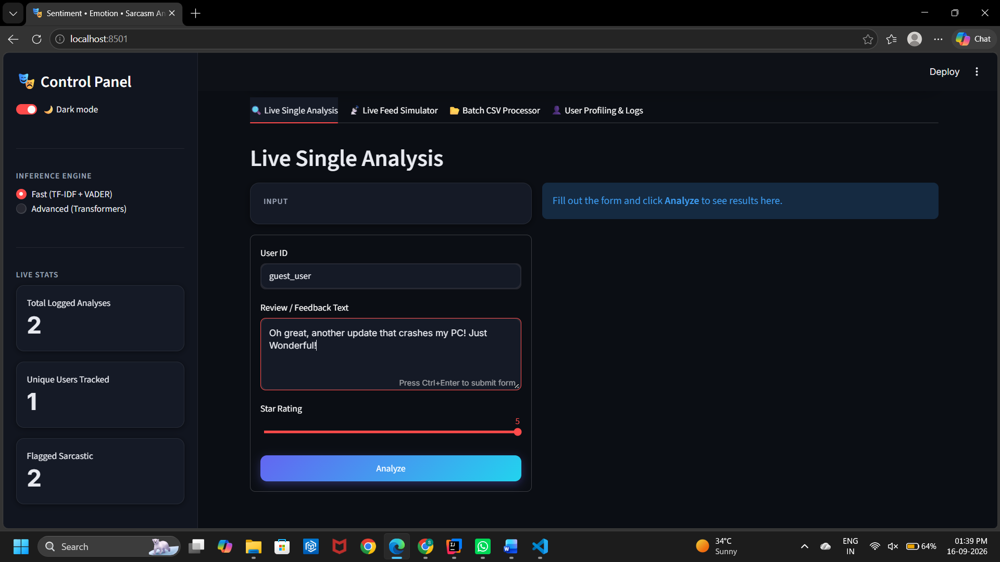 Sentiment • Emotion • Sarcasm An
localhost:8501
Chat
Control Panel
Dark mode
INFERENCE ENGINE
Fast (TF-IDF + VADER)
Advanced (Transformers)
LIVE STATS
Total Logged Analyses
2
Unique Users Tracked
1
Flagged Sarcastic
2
Deploy
Live Single Analysis
Live Feed Simulator
Batch CSV Processor
User Profiling & Logs
Live Single Analysis
INPUT
Fill out the form and click Analyze to see results here.
User ID
guest_user
Review / Feedback Text
Oh great, another update that crashes my PC! Just
Wonderful!
Press Ctrl+Enter to submit form
Star Rating
5
Analyze
Search
34°C
Sunny
ENG
IN
64%
01:39 PM
16-09-2026